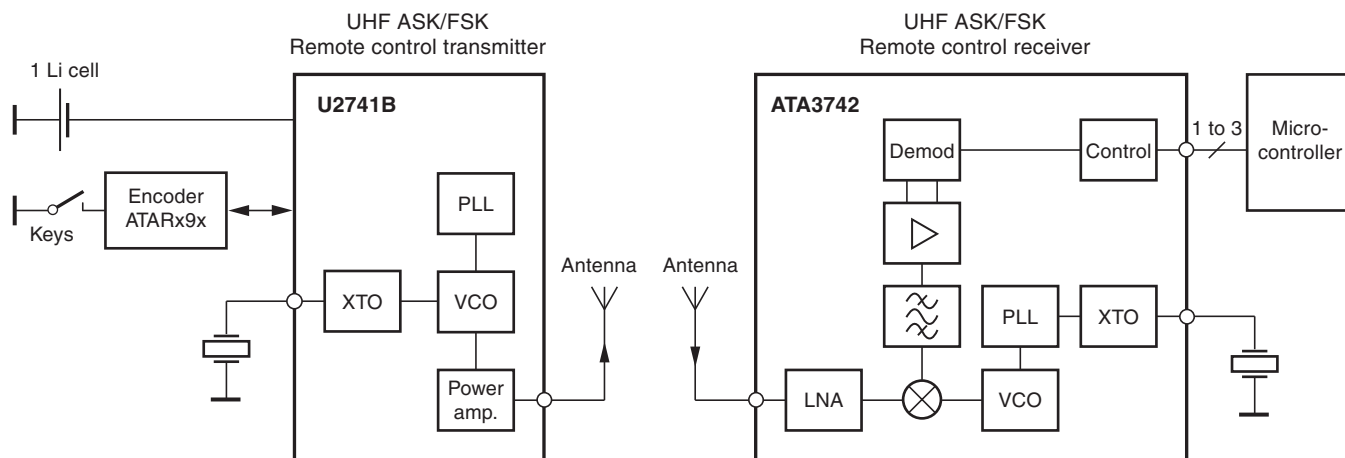 UHF ASK/FSK
Remote control transmitter
UHF ASK/FSK
Remote control receiver
1 Li cell
U2741B
ATA3742
Demod
Control
1 to 3
Micro-
controller
Keys
Encoder
ATARx9x
PLL
Antenna
Antenna
XTO
VCO
PLL
XTO
Power
amp.
LNA
VCO